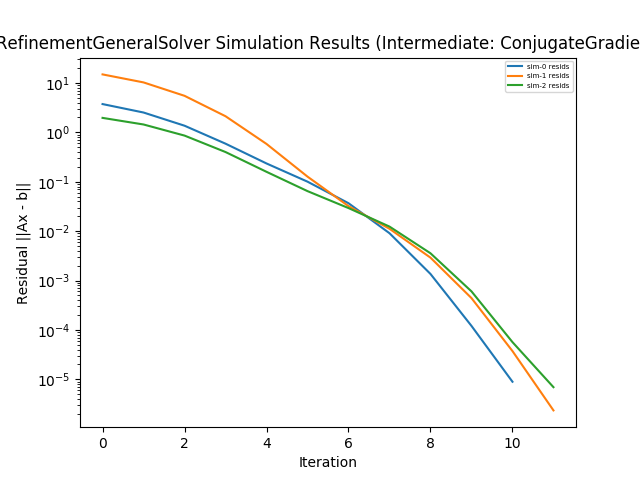 RefinementGeneralSolver Simulation Results (Intermediate: ConjugateGradie
sim-0 resids
sim-1 resids
sim-2 resids
10¹
10⁰
10⁻¹
10⁻²
10⁻³
10⁻⁴
10⁻⁵
Residual ||Ax - b||
0 2 4 6 8 10
Iteration